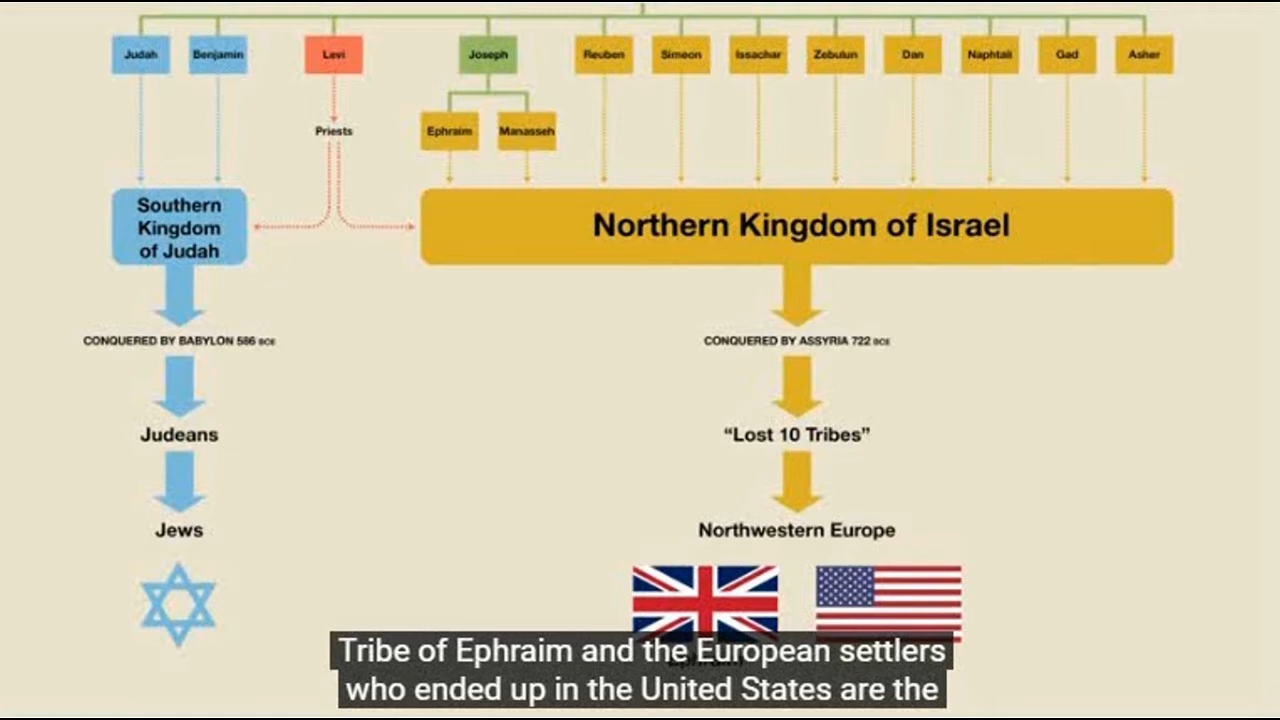 Judah Benjamin Levi Joseph Reuben Simeon Issachar Zebulun Dan Naphtali Gad Asher
Priests Ephraim Manasseh
Southern
Kingdom
of Judah
Northern Kingdom of Israel
CONQUERED BY BABYLON 586 BCE
CONQUERED BY ASSYRIA 722 BCE
Judeans
“Lost 10 Tribes”
Jews
Northwestern Europe
Tribe of Ephraim and the European settlers
who ended up in the United States are the